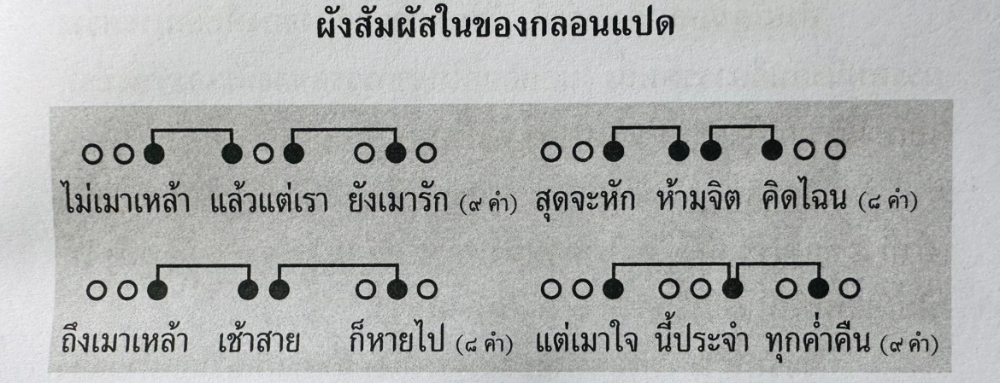 ผังสัมผัสในของกลอนแปด
ไม่เมาเหล้า แล้วแต่เรา ยังเมารัก (๙ คำ) สุดจะหัก ห้ามจิต คิดไฉน (๘ คำ)
ถึงเมาเหล้า เช้าสาย ก็หายไป (๘ คำ) แต่เมาใจ นี้ประจำ ทุกค่ำคืน (๙ คำ)